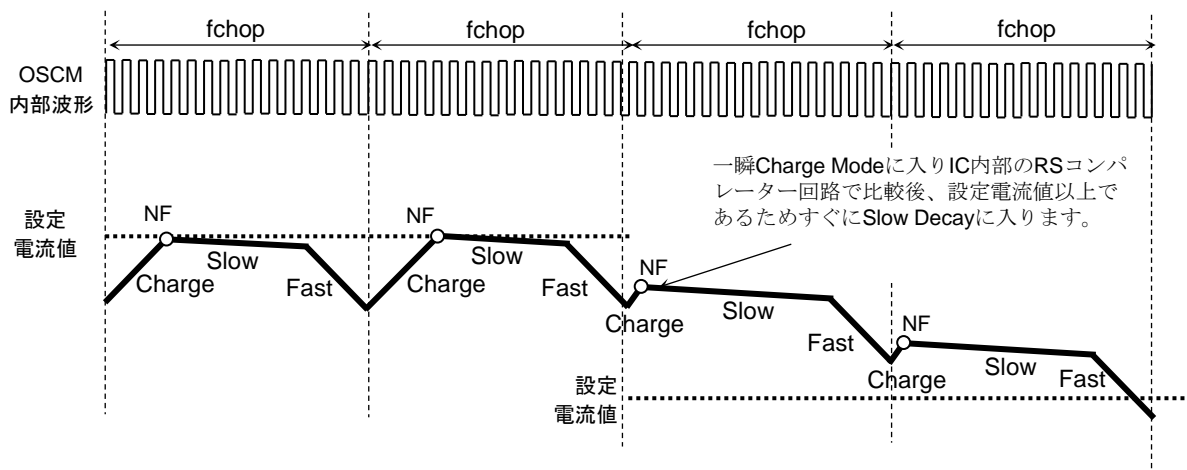 fchop
fchop
fchop
fchop
OSCM
内部波形
一瞬Charge Modeに入りIC内部のRSコンパ
レーター回路で比較後、設定電流値以上で
あるためすぐにSlow Decayに入ります。
設定
電流値
NF
Slow
Charge
Fast
NF
Slow
Charge
Fast
NF
Slow
Charge
Fast
NF
Slow
Charge
Fast
設定
電流値